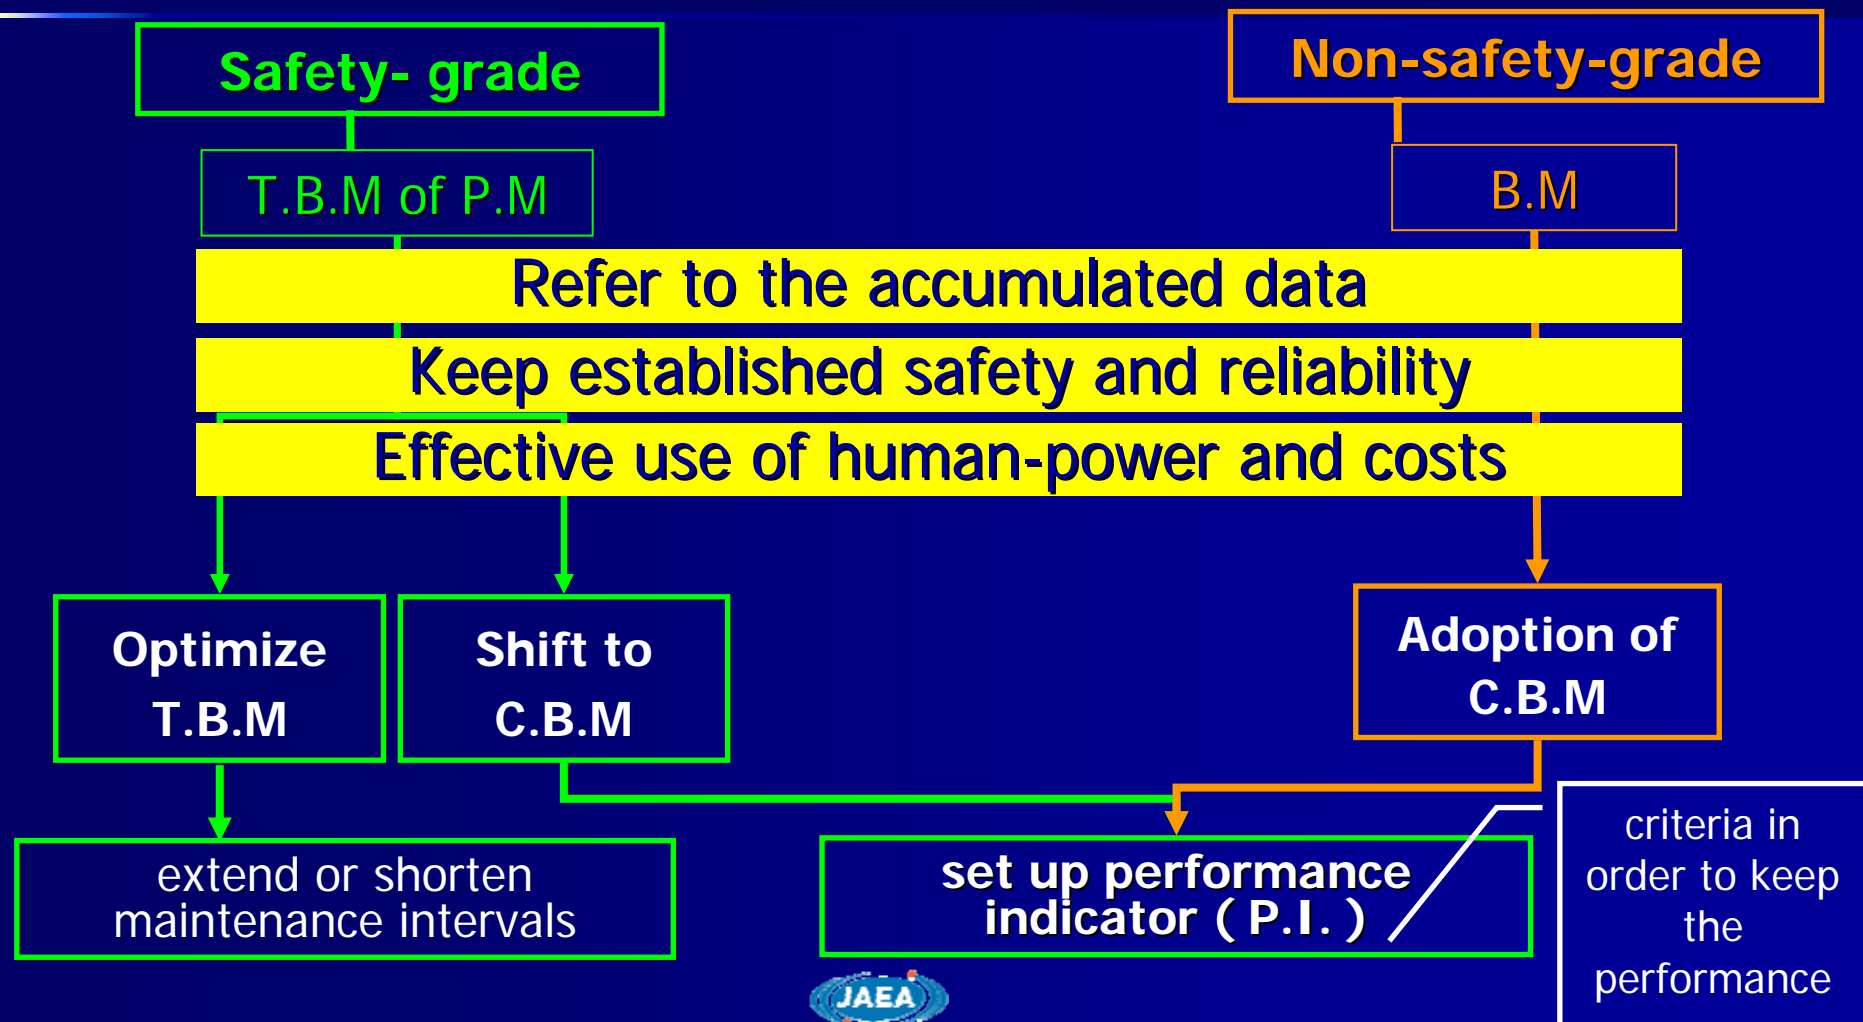 Safety- grade
Non-safety-grade
T.B.M of P.M
B.M
Refer to the accumulated data
Keep established safety and reliability
Effective use of human-power and costs
Optimize
T.B.M
Shift to
C.B.M
Adoption of
C.B.M
extend or shorten
maintenance intervals
set up performance
indicator ( P.I. )
criteria in
order to keep
the
performance
JAEA